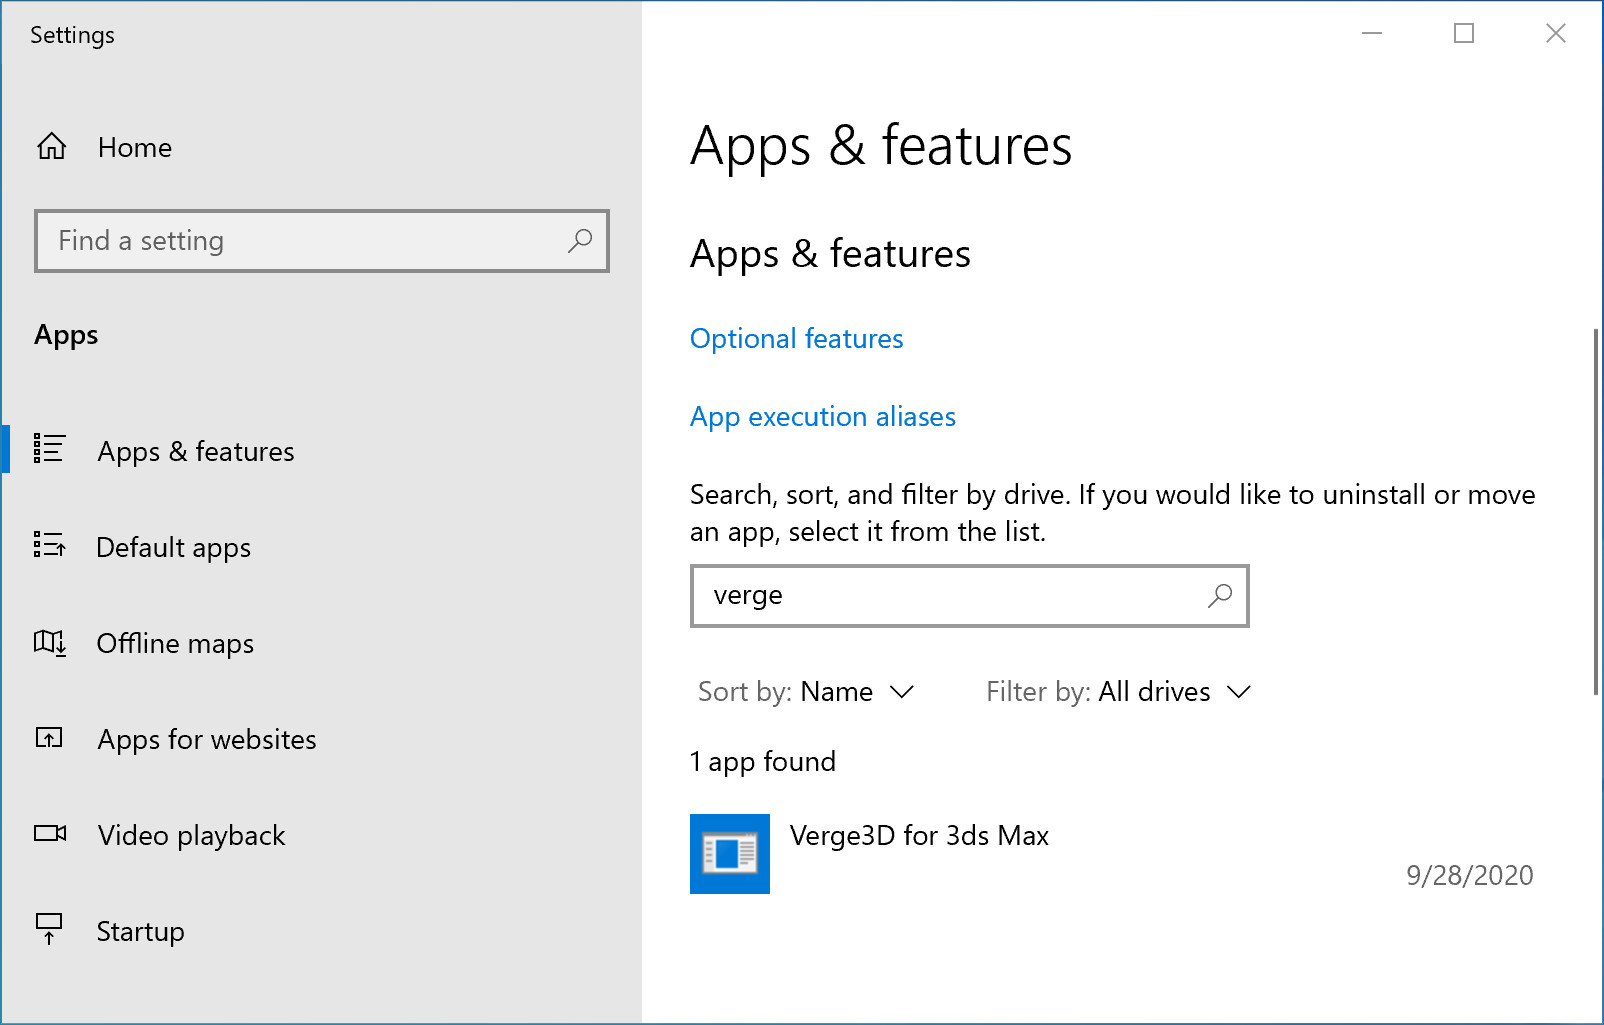 Settings
Home
Find a setting
Apps
Apps & features
Default apps
Offline maps
Apps for websites
Video playback
Startup
Apps & features
Apps & features
Optional features
App execution aliases
Search, sort, and filter by drive. If you would like to uninstall or move
an app, select it from the list.
verge
Sort by: Name
Filter by: All drives
1 app found
Verge3D for 3ds Max
9/28/2020